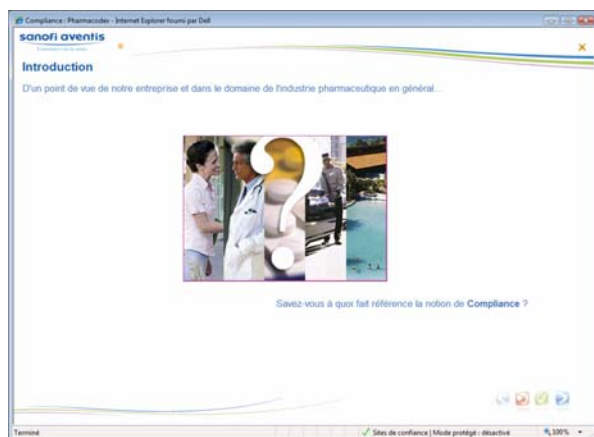 Compliance : Pharmacodex - Internet Explorer fourni par Dell
sanofi aventis
Introduction
D'un point de vue de notre entreprise et dans le domaine de l'industrie pharmaceutique en général...
?
Savez-vous à quoi fait référence la notion de Compliance ?
Terminé
Sites de confiance | Mode protégé : désactivé
100%